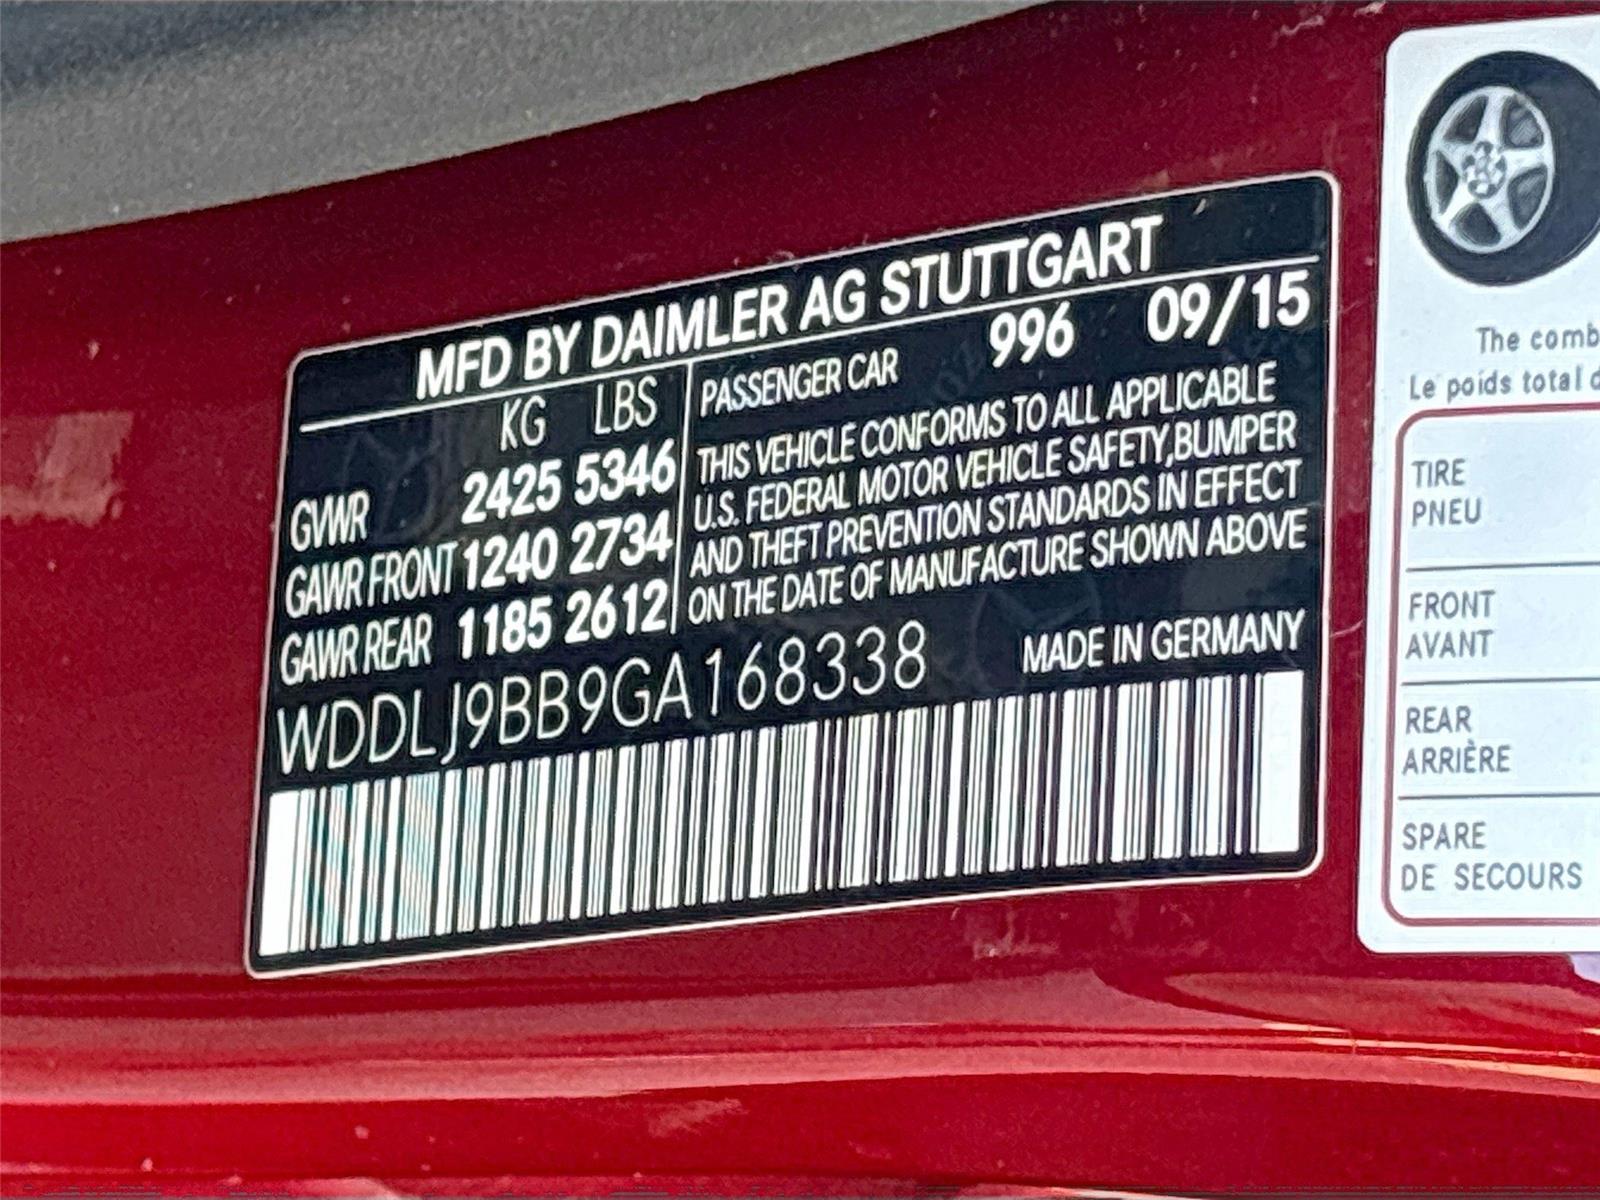 MFD BY DAIMLER AG STUTTGART
KG LBS
GVWR 2425 5346
GAWR FRONT 1240 2734
GAWR REAR 1185 2612
PASSENGER CAR 996 09/15
THIS VEHICLE CONFORMS TO ALL APPLICABLE
U.S. FEDERAL MOTOR VEHICLE SAFETY,BUMPER
AND THEFT PREVENTION STANDARDS IN EFFECT
ON THE DATE OF MANUFACTURE SHOWN ABOVE
WDDLJ9BB9GA168338
MADE IN GERMANY
The comb
Le poids total d
TIRE
PNEU
FRONT
AVANT
REAR
ARRIÈRE
SPARE
DE SECOURS